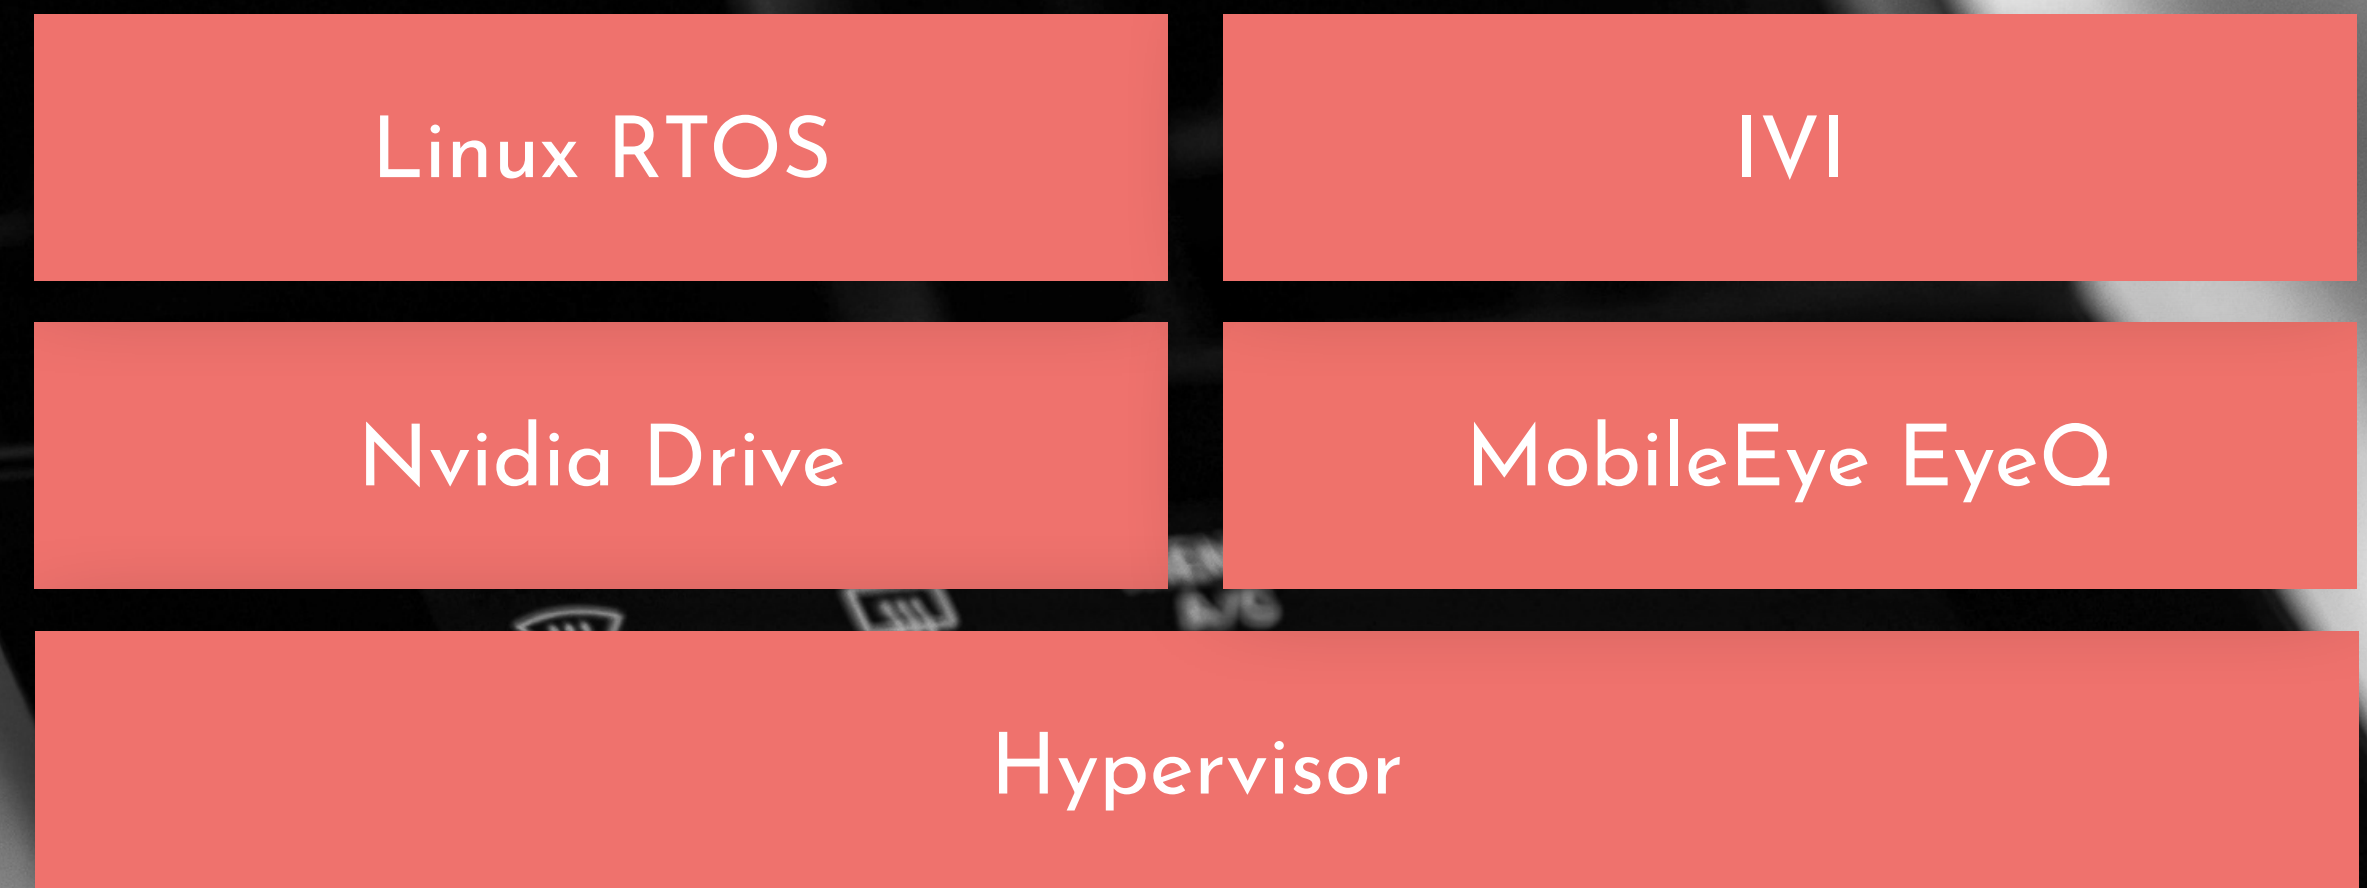 Linux RTOS
IVI
Nvidia Drive
MobileEye EyeQ
A/C
Hypervisor